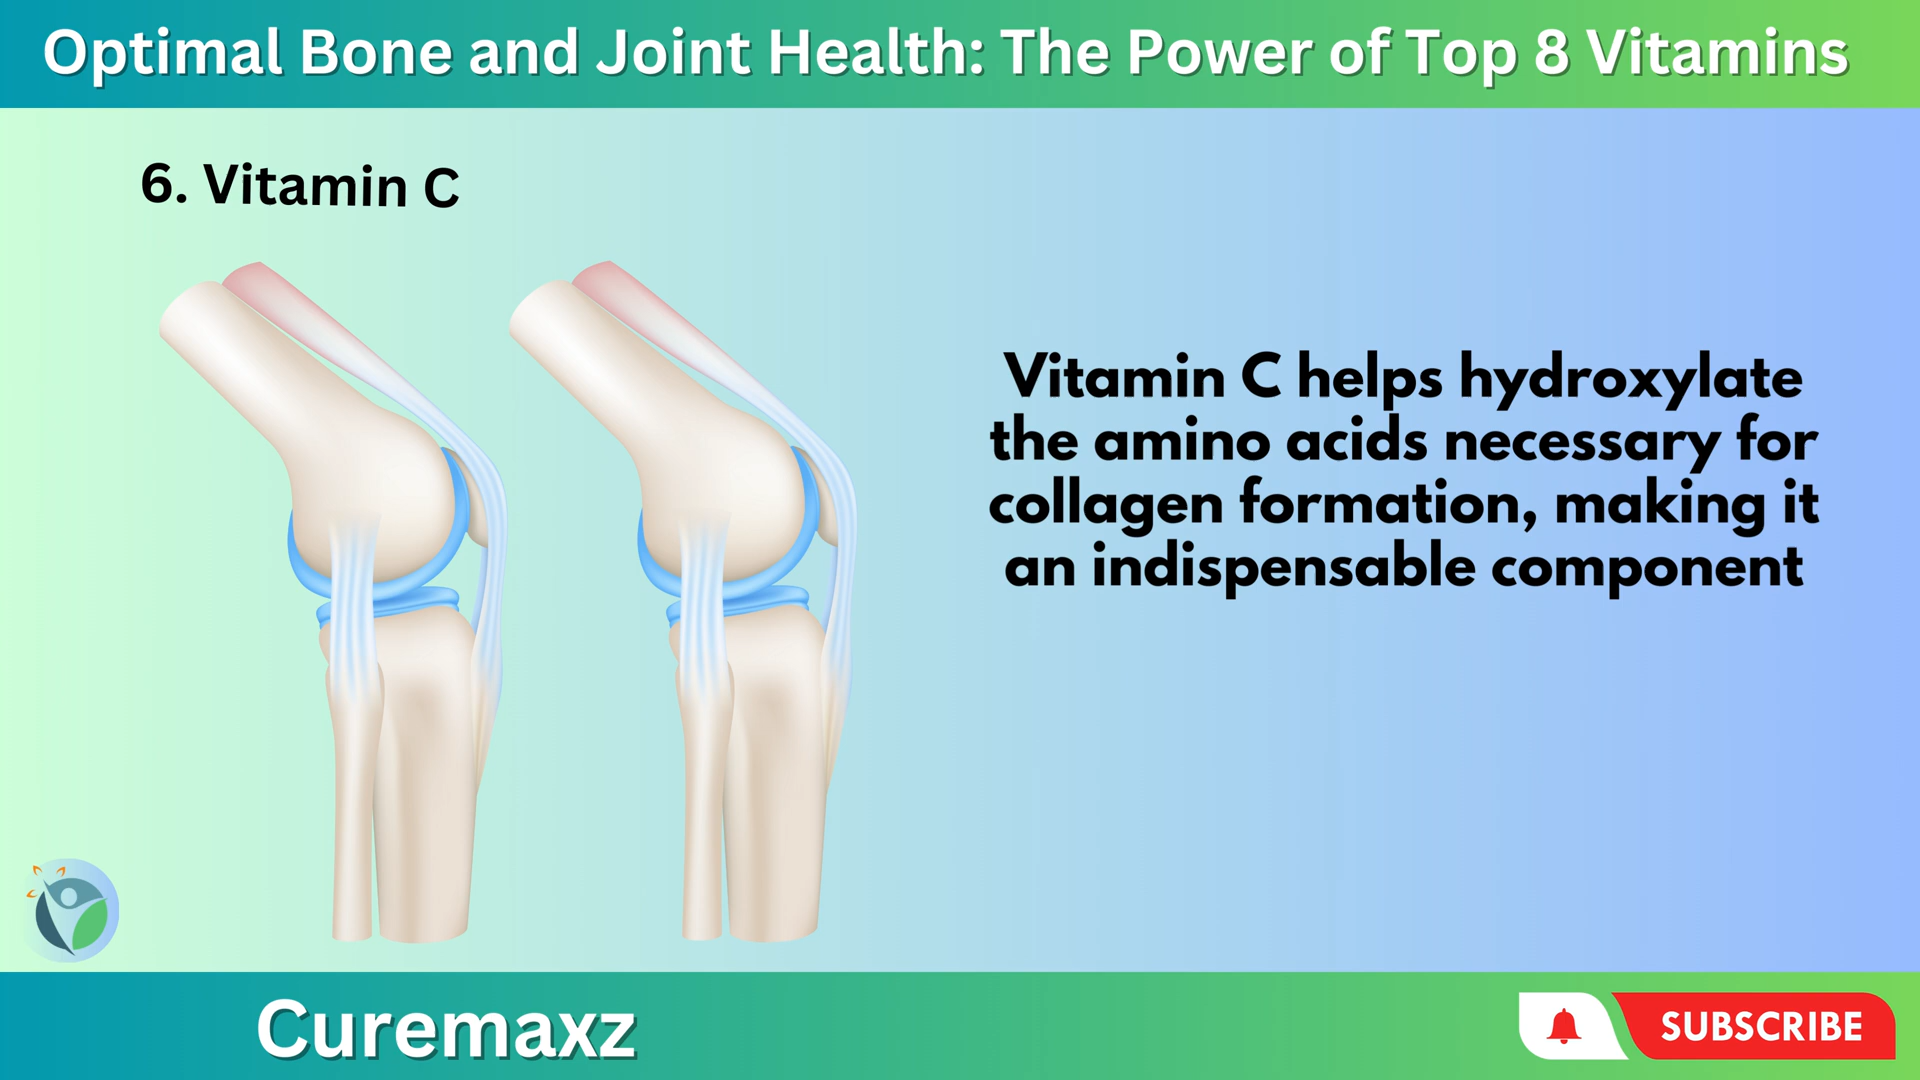 Optimal Bone and Joint Health: The Power of Top 8 Vitamins
6. Vitamin C
Vitamin C helps hydroxylate
the amino acids necessary for
collagen formation, making it
an indispensable component
Curemaxz
SUBSCRIBE